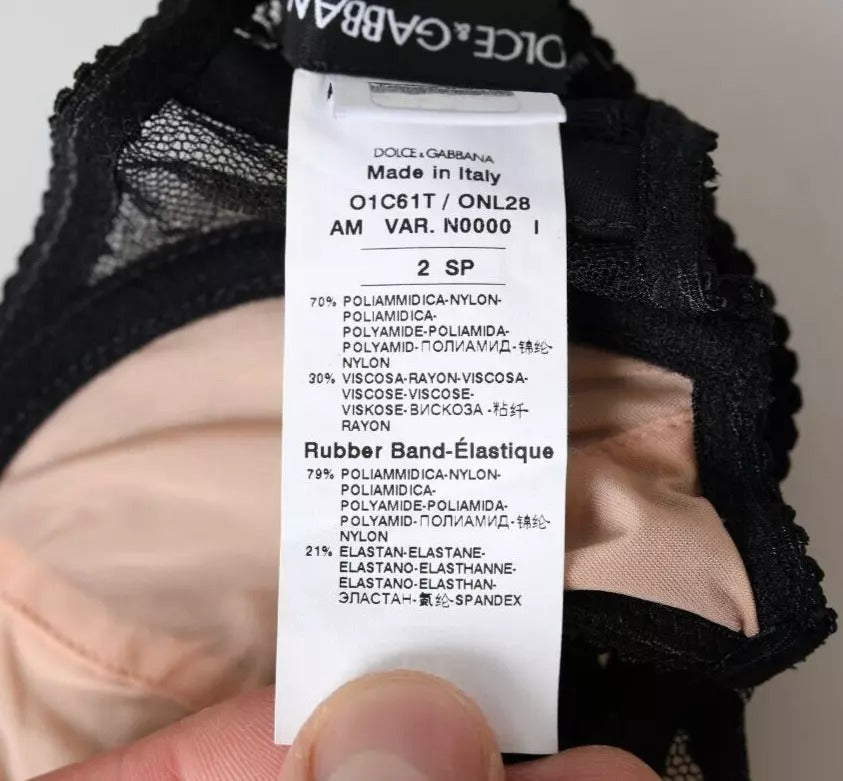 DOLCE&GABBAN
DOLCE & GABBANA
Made in Italy
O1C61T / ONL28
AM VAR. N0000 I
2 SP
70% POLIAMMIDICA-NYLON-
POLIAMIDICA-
POLYAMIDE-POLIAMIDA-
POLYAMID-ПОЛИАМИД-锦纶-
NYLON
30% VISCOSA-RAYON-VISCOSA-
VISCOSE-VISCOSE-
VISKOSE-ВИСКОЗА-粘纤-
RAYON
Rubber Band-Élastique
79% POLIAMMIDICA-NYLON-
POLIAMIDICA-
POLYAMIDE-POLIAMIDA-
POLYAMID-ПОЛИАМИД-锦纶-
NYLON
21% ELASTAN-ELASTANE-
ELASTANO-ELASTHANNE-
ELASTANO-ELASTHAN-
ЭЛАСТАН-氨纶-SPANDEX